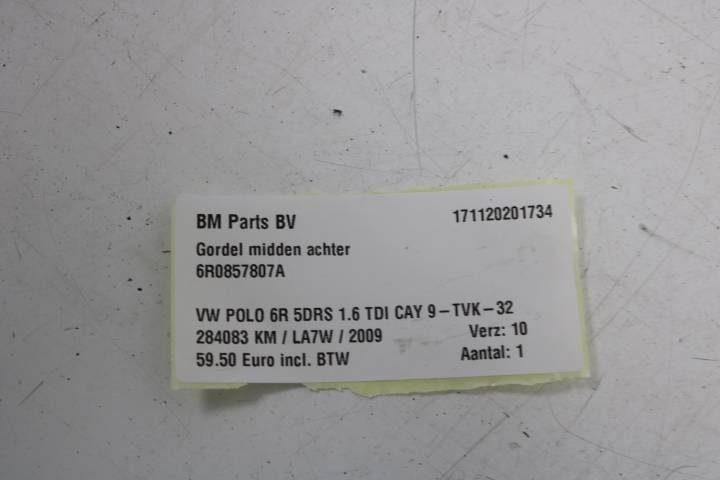 BM Parts BV 171120201734
Gordel midden achter
6R0857807A
VW POLO 6R 5DRS 1.6 TDI CAY 9-TVK-32
284083 KM / LA7W / 2009 Verz: 10
59.50 Euro incl. BTW Aantal: 1